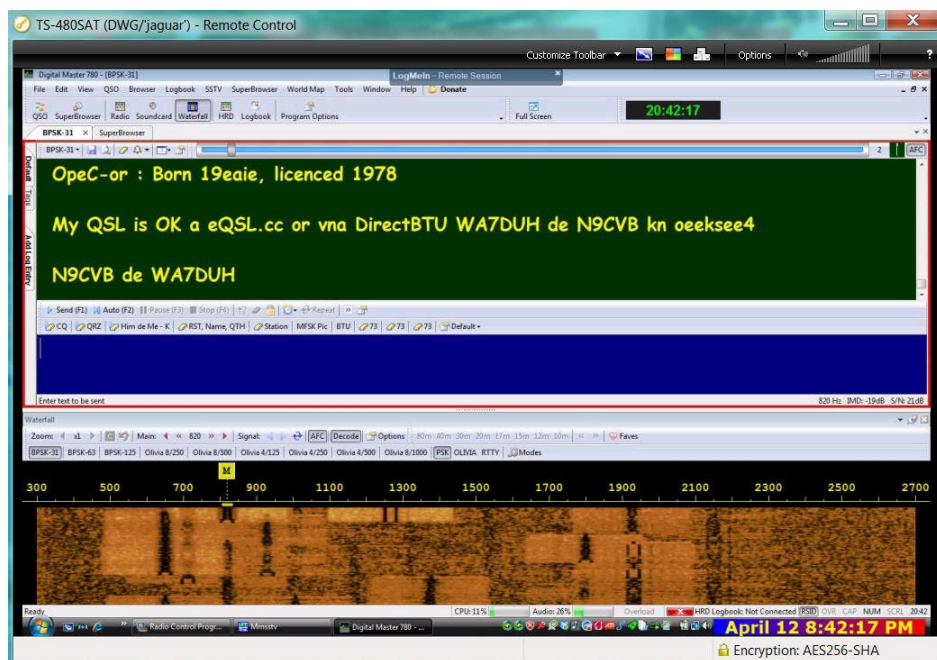 TS-480SAT (DWG/'jaguar') - Remote Control
Customize Toolbar Options ?
Digital Master 780 - [BPSK-31] LogMeIn - Remote Session
File Edit View QSO Browser Logbook SSTV SuperBrowser World Map Tools Window Help Donate
QSO SuperBrowser Radio Soundcard Waterfall HRD Logbook Program Options Full Screen 20:42:17
BPSK-31 SuperBrowser
BPSK-31 2 AFC
Default
Tags
Add Log Entry
OpeC-or : Born 19eaie, licenced 1978
My QSL is OK a eQSL.cc or vna DirectBTU WA7DUH de N9CVB kn oeeksee4
N9CVB de WA7DUH
Send (F1) Auto (F2) Pause (F3) Stop (F4) Repeat
CQ QRZ Him de Me - K RST, Name, QTH Station MFSK Pic BTU 73 73 73 Default
Enter text to be sent 820 Hz IMD: -19dB S/N: 21dB
Waterfall
Zoom: x1 Main: 820 Signal: AFC Decode Options 80m 40m 30m 20m 17m 15m 12m 10m Faves
BPSK-31 BPSK-63 BPSK-125 Olivia 8/250 Olivia 8/500 Olivia 4/125 Olivia 4/250 Olivia 4/500 Olivia 8/1000 PSK OLIVIA RTTY Modes
M
300 500 700 900 1100 1300 1500 1700 1900 2100 2300 2500 2700
Ready CPU: 11% Audio: 26% Overload HRD Logbook: Not Connected RSID OVR CAP NUM SCRL 20:42
Radio Control Progr... Mmsstv Digital Master 780 - ... April 12 8:42:17 PM
Encryption: AES256-SHA